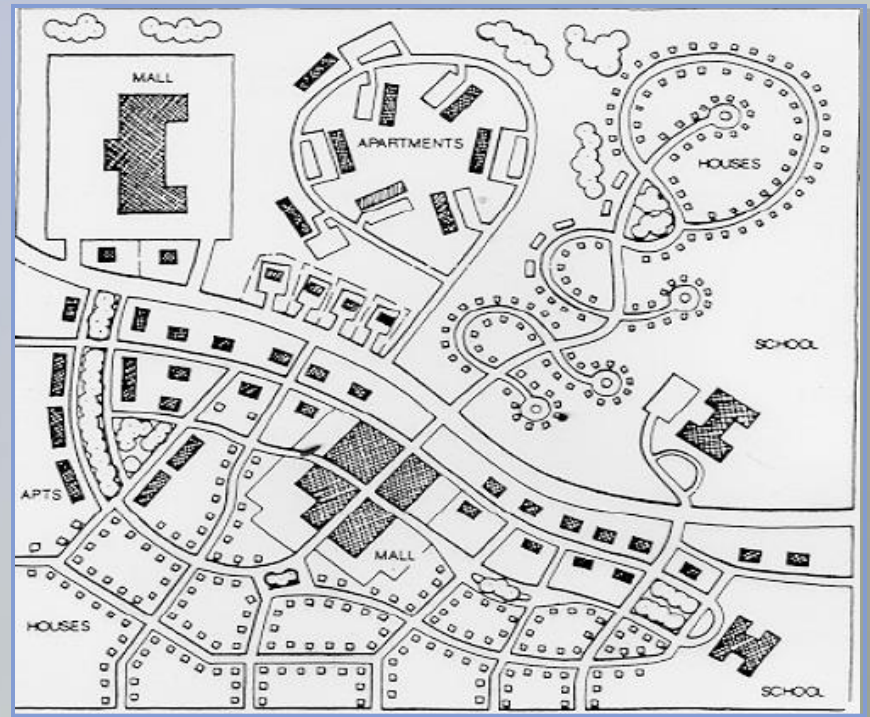 MALL
APARTMENTS
HOUSES
SCHOOL
APTS
MALL
HOUSES
SCHOOL